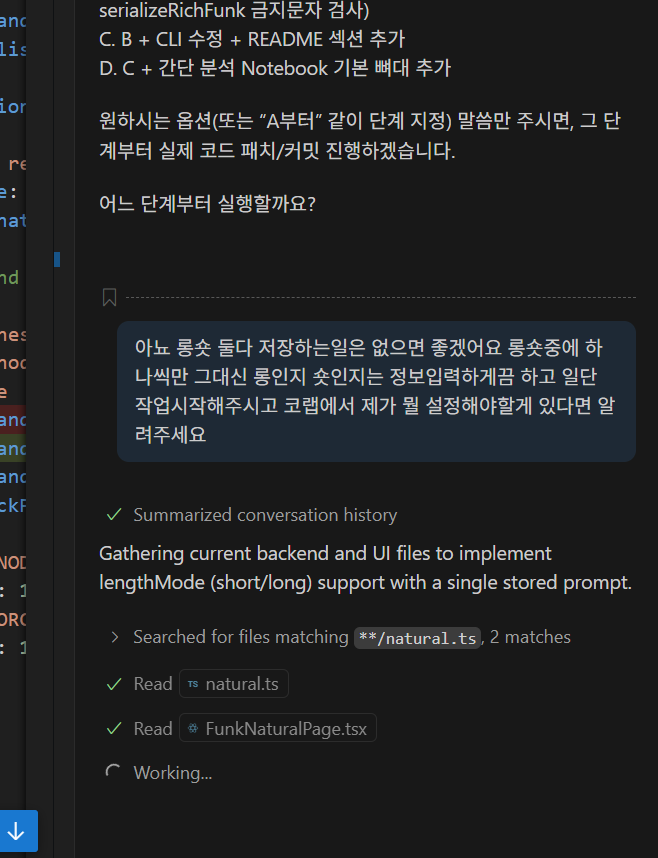 serializeRichFunk 금지문자 검사)
C. B + CLI 수정 + README 섹션 추가
D. C + 간단 분석 Notebook 기본 뼈대 추가
원하시는 옵션(또는 “A부터” 같이 단계 지정) 말씀만 주시면, 그 단
계부터 실제 코드 패치/커밋 진행하겠습니다.
어느 단계부터 실행할까요?
아뇨 롱숏 둘다 저장하는일은 없으면 좋겠어요 롱숏중에 하
나씩만 그대신 롱인지 숏인지는 정보입력하게끔 하고 일단
작업시작해주시고 코랩에서 제가 뭘 설정해야할게 있다면 알
려주세요
Summarized conversation history
Gathering current backend and UI files to implement
lengthMode (short/long) support with a single stored prompt.
Searched for files matching **/natural.ts, 2 matches
Read TS natural.ts
Read FunkNaturalPage.tsx
Working...